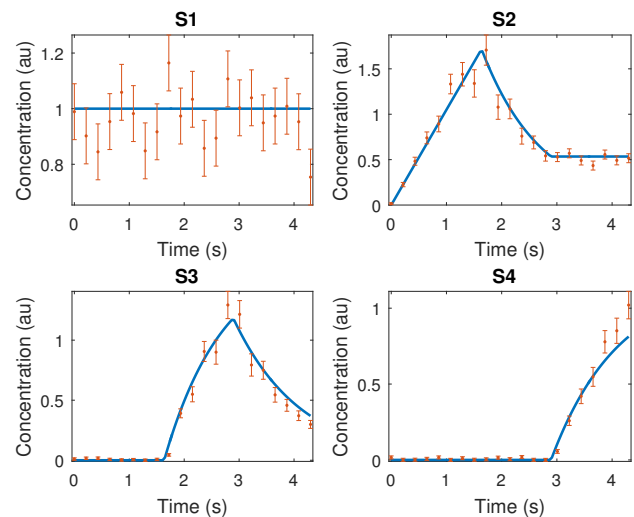 S1
1.2
1
0.8
Concentration (au)
0 1 2 3 4
Time (s)
S2
1.5
1
0.5
0
Concentration (au)
0 1 2 3 4
Time (s)
S3
1
0.5
0
Concentration (au)
0 1 2 3 4
Time (s)
S4
1
0.5
0
Concentration (au)
0 1 2 3 4
Time (s)